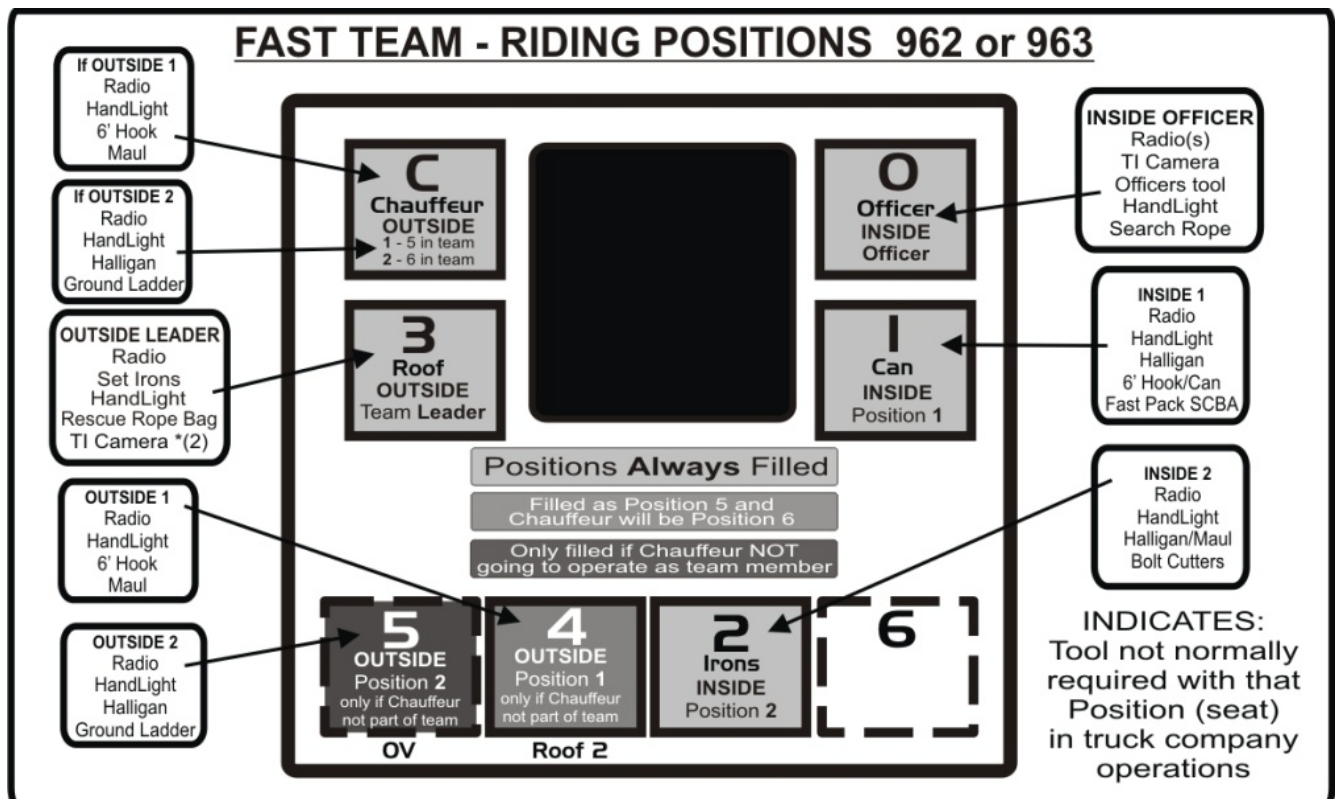 FAST TEAM - RIDING POSITIONS 962 or 963
If OUTSIDE 1
Radio
HandLight
6' Hook
Maul
If OUTSIDE 2
Radio
HandLight
Halligan
Ground Ladder
OUTSIDE LEADER
Radio
Set Irons
HandLight
Rescue Rope Bag
TI Camera *(2)
OUTSIDE 1
Radio
HandLight
6' Hook
Maul
OUTSIDE 2
Radio
HandLight
Halligan
Ground Ladder
C
Chauffeur
OUTSIDE
1 - 5 in team
2 - 6 in team
3
Roof
OUTSIDE
Team Leader
O
Officer
INSIDE
Officer
1
Can
INSIDE
Position 1
Positions Always Filled
Filled as Position 5 and
Chauffeur will be Position 6
Only filled if Chauffeur NOT
going to operate as team member
5
OUTSIDE
Position 2
only if Chauffeur
not part of team
OV
4
OUTSIDE
Position 1
only if Chauffeur
not part of team
Roof 2
2
Irons
INSIDE
Position 2
6
INSIDE OFFICER
Radio(s)
TI Camera
Officers tool
HandLight
Search Rope
INSIDE 1
Radio
HandLight
Halligan
6' Hook/Can
Fast Pack SCBA
INSIDE 2
Radio
HandLight
Halligan/Maul
Bolt Cutters
INDICATES:
Tool not normally
required with that
Position (seat)
in truck company
operations